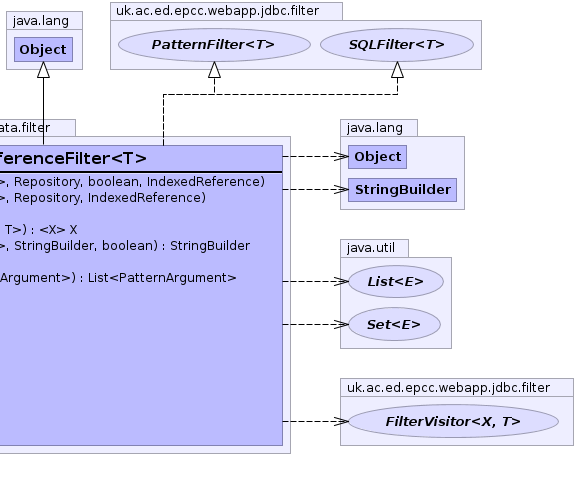 java.lang
Object
uk.ac.ed.epcc.webapp.jdbc.filter
PatternFilter<T>
SQLFilter<T>
ata.filter
ferenceFilter<T>
>, Repository, boolean, IndexedReference)
>, Repository, IndexedReference)
T>) : <X> X
>, StringBuilder, boolean) : StringBuilder
Argument>) : List<PatternArgument>
java.lang
Object
StringBuilder
java.util
List<E>
Set<E>
uk.ac.ed.epcc.webapp.jdbc.filter
FilterVisitor<X, T>